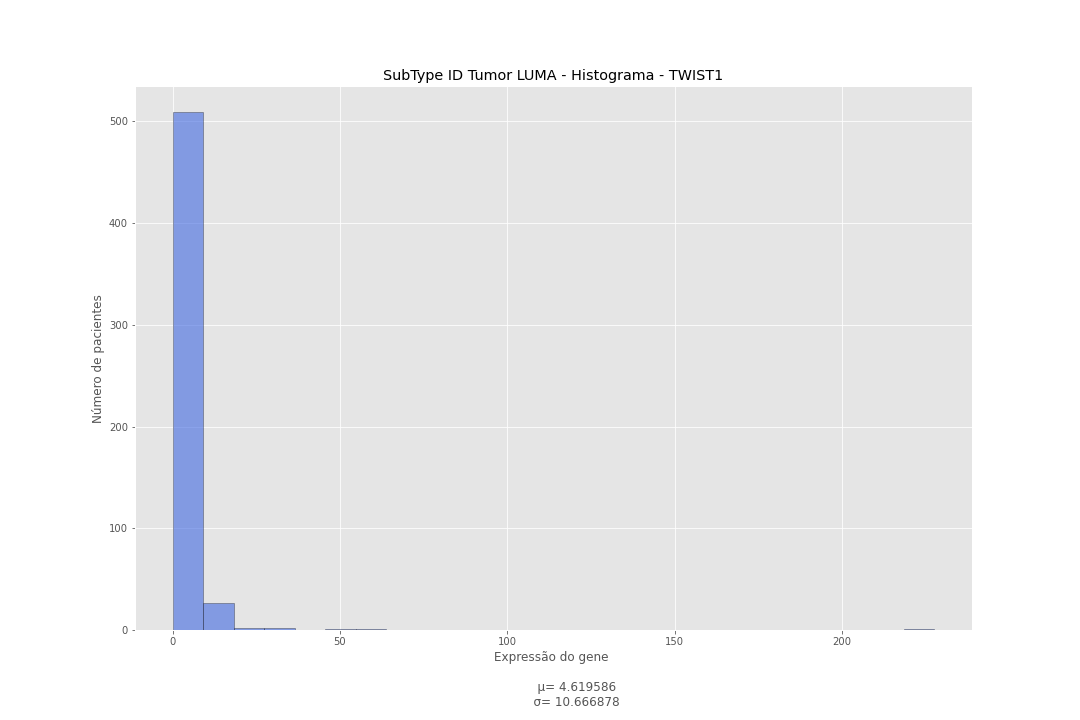 SubType ID Tumor LUMA - Histograma - TWIST1
500
400
300
200
100
0
Número de pacientes
0 50 100 150 200
Expressão do gene
μ= 4.619586
σ= 10.666878